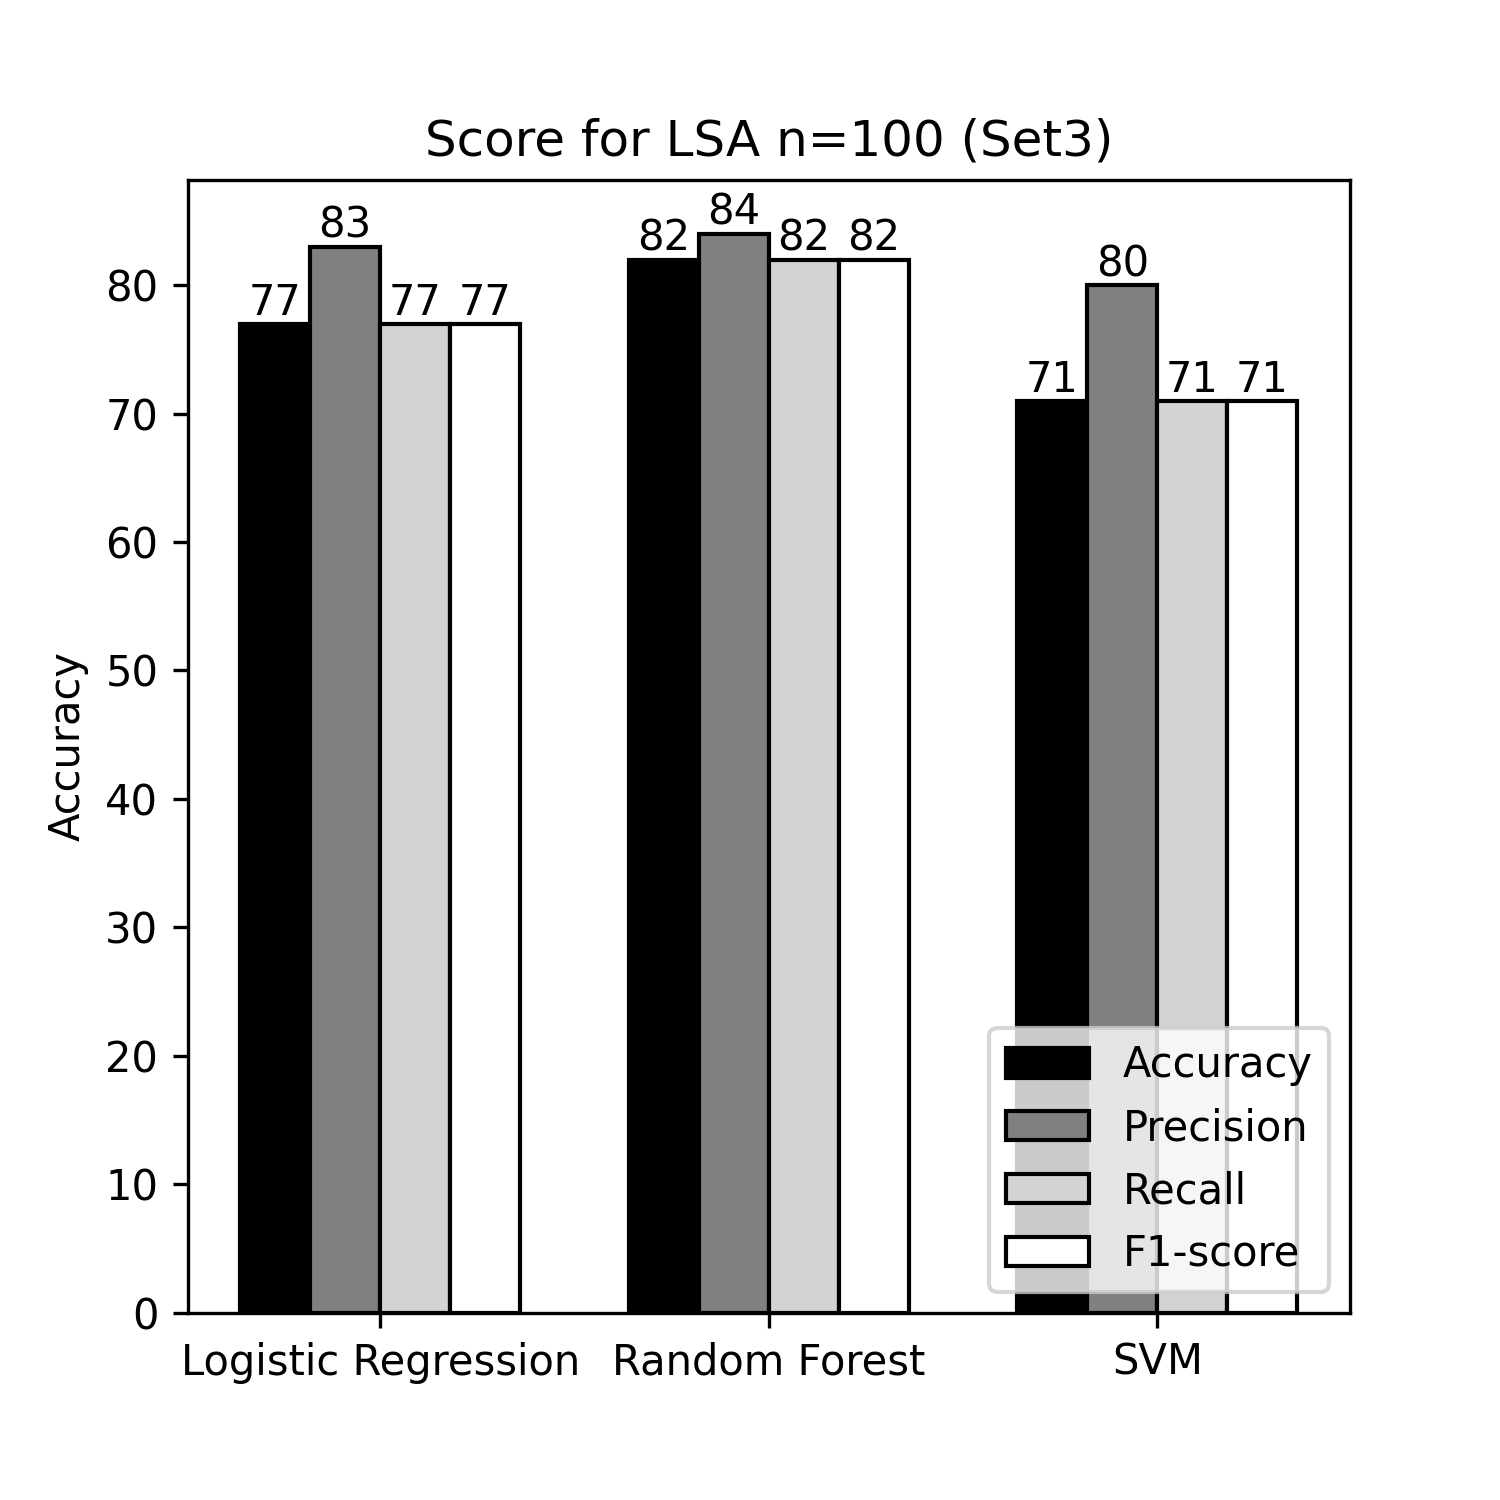 Score for LSA n=100 (Set3)
83
84
82
82 82
80
77
77 77
71
71 71
80
70
60
50
40
30
20
10
0
Accuracy
Accuracy
Precision
Recall
F1-score
Logistic Regression Random Forest SVM